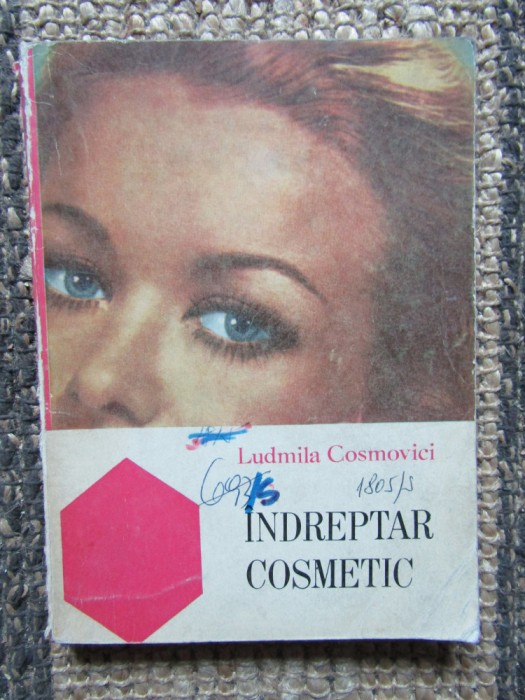 Ludmila Cosmovici
1805/s
INDREPTAR
COSMETIC